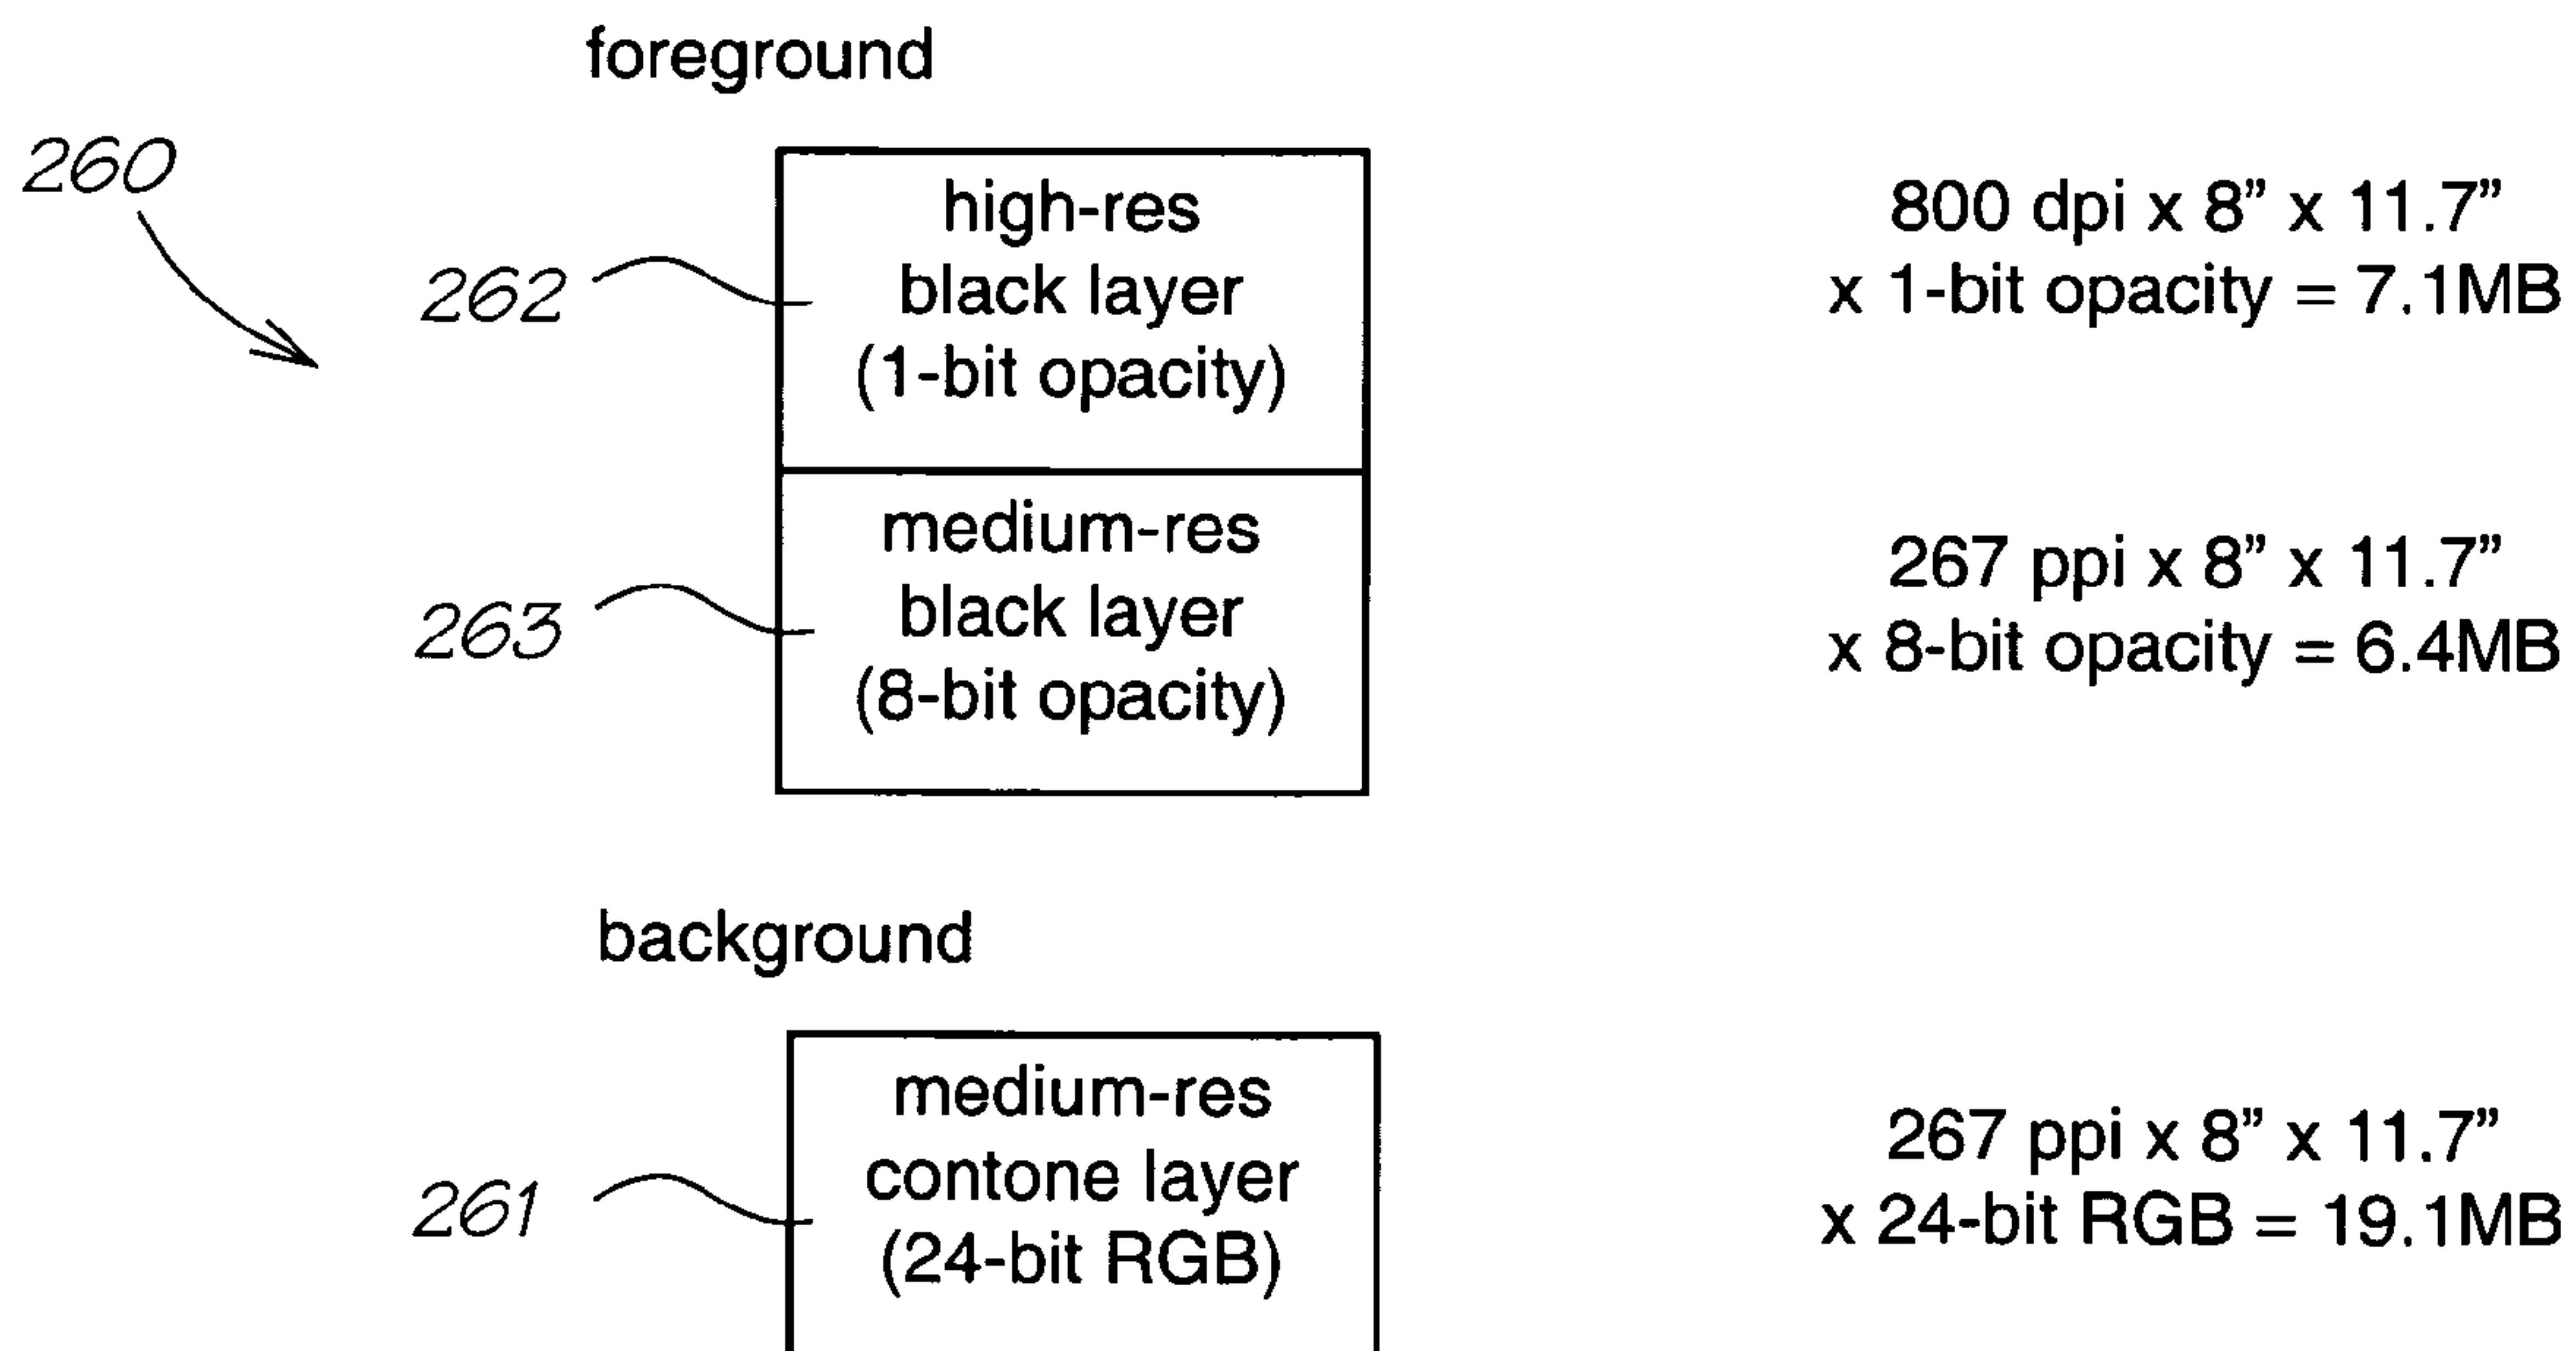 foreground
260
high-res
black layer
(1-bit opacity)
262
800 dpi x 8” x 11.7”
x 1-bit opacity = 7.1MB
medium-res
black layer
(8-bit opacity)
263
267 ppi x 8” x 11.7”
x 8-bit opacity = 6.4MB
background
medium-res
contone layer
(24-bit RGB)
261
267 ppi x 8” x 11.7”
x 24-bit RGB = 19.1MB